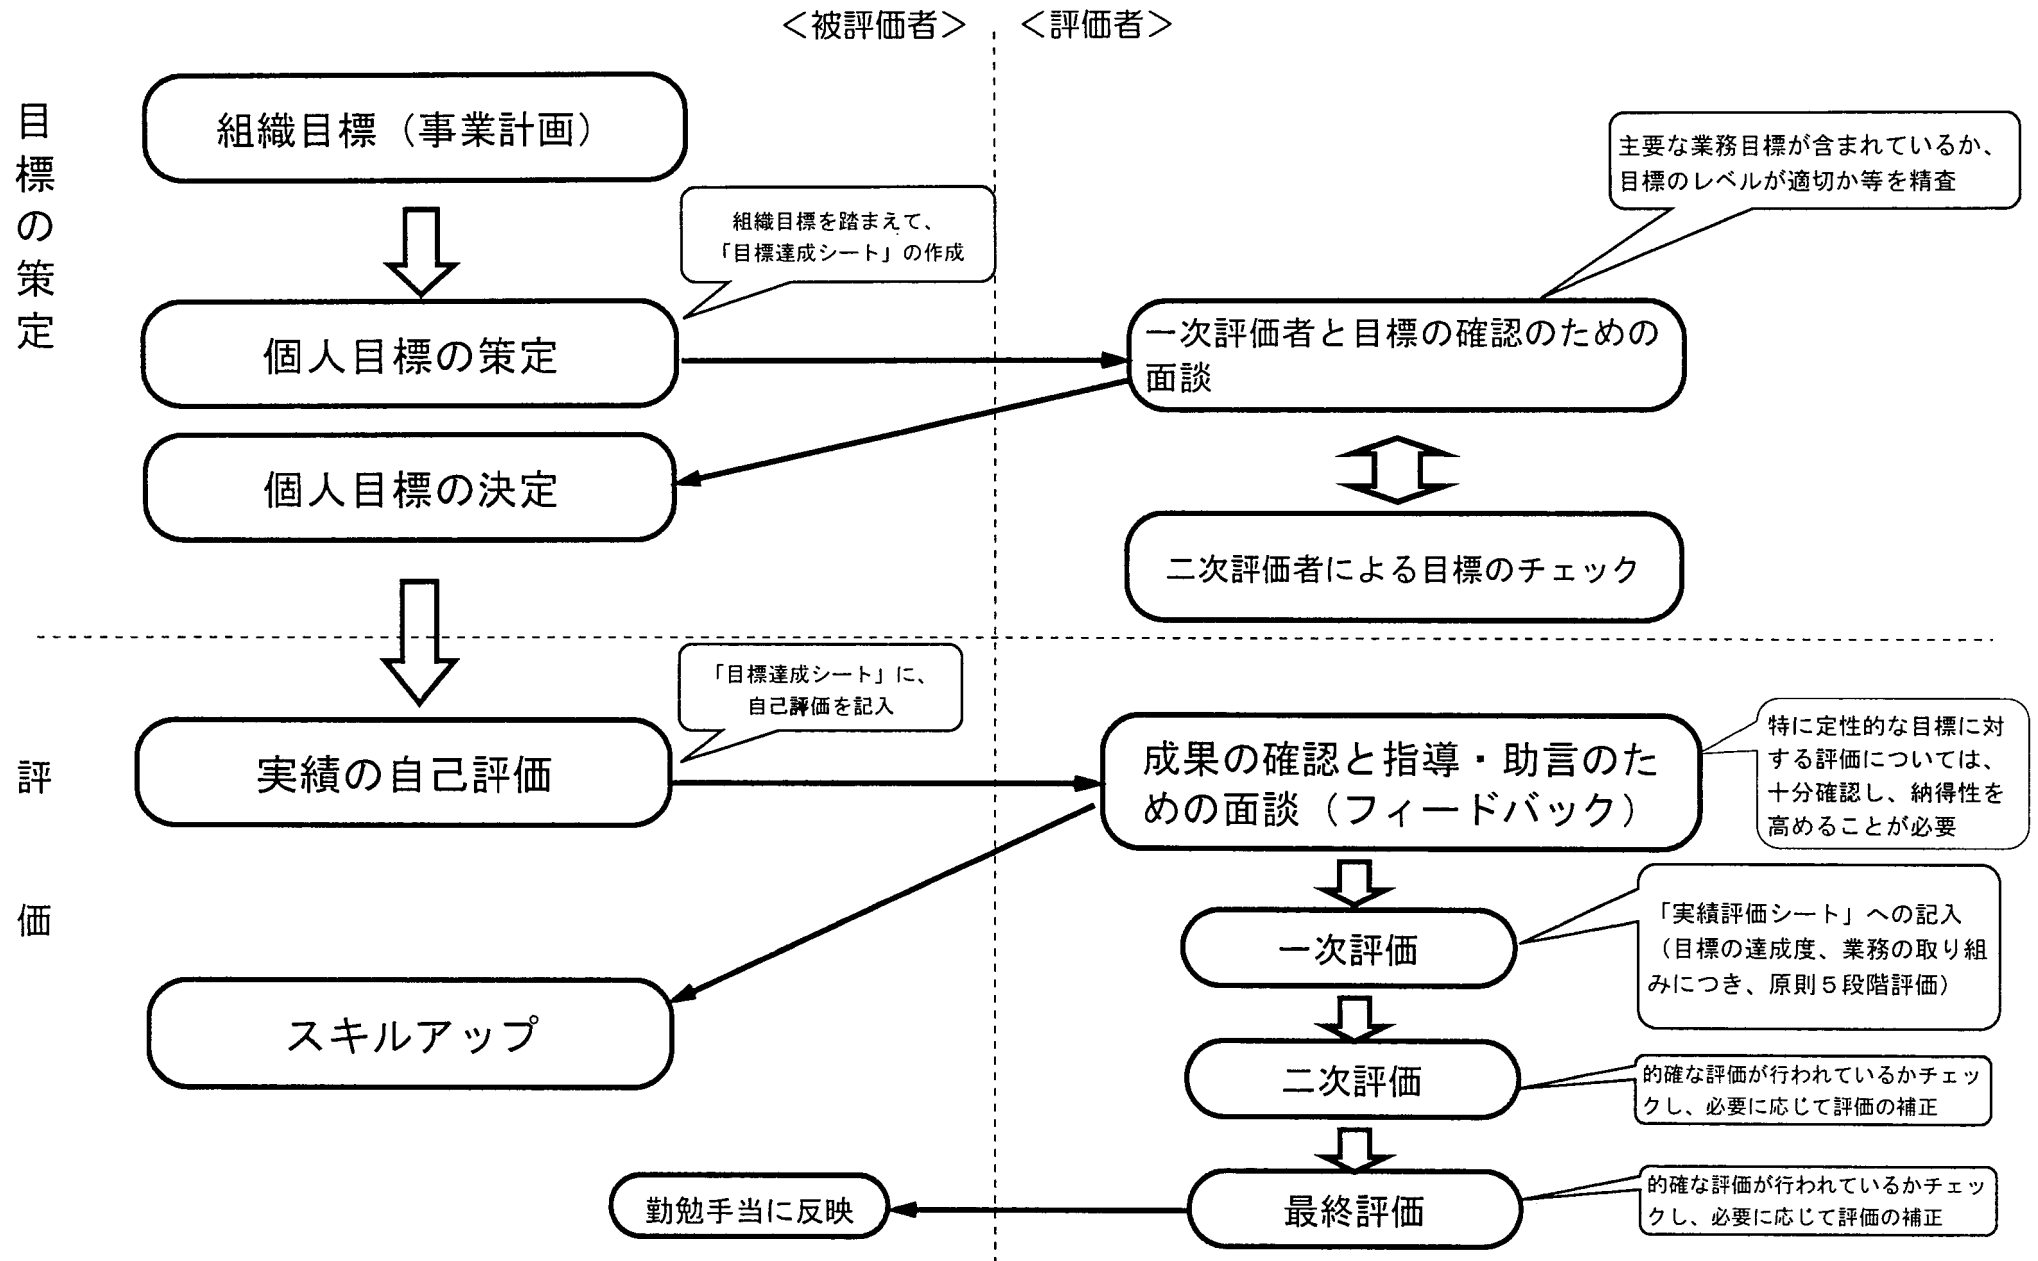 ＜被評価者＞
＜評価者＞
目標の策定
組織目標（事業計画）
組織目標を踏まえて、
「目標達成シート」の作成
主要な業務目標が含まれているか、
目標のレベルが適切か等を精査
個人目標の策定
一次評価者と目標の確認のための
面談
個人目標の決定
二次評価者による目標のチェック
評価
「目標達成シート」に、
自己評価を記入
実績の自己評価
成果の確認と指導・助言のた
めの面談（フィードバック）
特に定性的な目標に対
する評価については、
十分確認し、納得性を
高めることが必要
一次評価
「実績評価シート」への記入
（目標の達成度、業務の取り組
みにつき、原則５段階評価）
スキルアップ
二次評価
的確な評価が行われているかチェッ
クし、必要に応じて評価の補正
勤勉手当に反映
最終評価
的確な評価が行われているかチェッ
クし、必要に応じて評価の補正